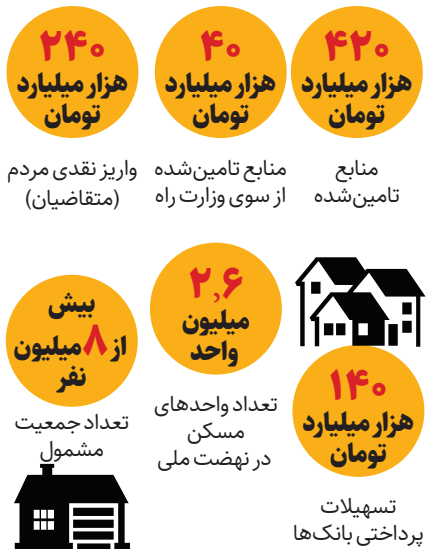 ۴۲۰
هزار میلیارد
تومان
منابع
تامین‌شده
۴۰
هزار میلیارد
تومان
منابع تامین‌شده
از سوی وزارت راه
۲۴۰
هزار میلیارد
تومان
واریز نقدی مردم
(متقاضیان)
۱۴۰
هزار میلیارد
تومان
تسهیلات
پرداختی بانک‌ها
۲٫۶
میلیون
واحد
تعداد واحدهای
مسکن
در نهضت ملی
بیش
از ۸ میلیون
نفر
تعداد جمعیت
مشمول